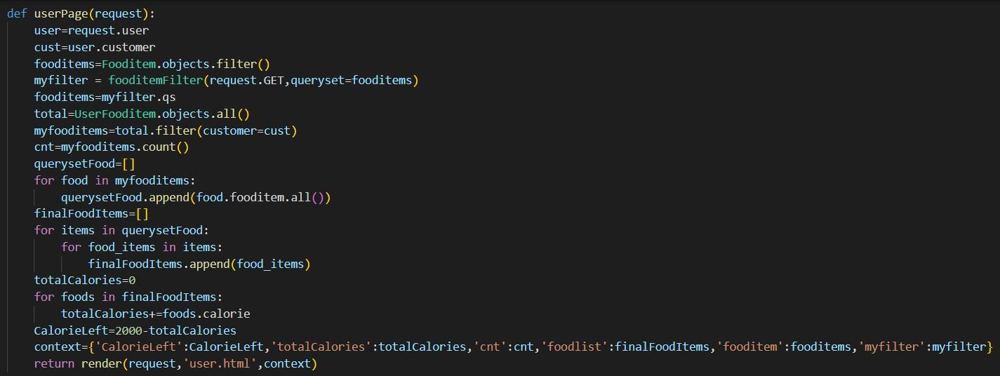 def userPage(request):
    user=request.user
    cust=user.customer
    fooditems=Fooditem.objects.filter()
    myfilter = fooditemFilter(request.GET,queryset=fooditems)
    fooditems=myfilter.qs
    total=UserFooditem.objects.all()
    myfooditems=total.filter(customer=cust)
    cnt=myfooditems.count()
    querysetFood=[]
    for food in myfooditems:
        querysetFood.append(food.fooditem.all())
    finalFoodItems=[]
    for items in querysetFood:
        for food_items in items:
            finalFoodItems.append(food_items)
    totalCalories=0
    for foods in finalFoodItems:
        totalCalories+=foods.calorie
    CalorieLeft=2000-totalCalories
    context={'CalorieLeft':CalorieLeft,'totalCalories':totalCalories,'cnt':cnt,'foodlist':finalFoodItems,'fooditem':fooditems,'myfilter':myfilter}
    return render(request,'user.html',context)